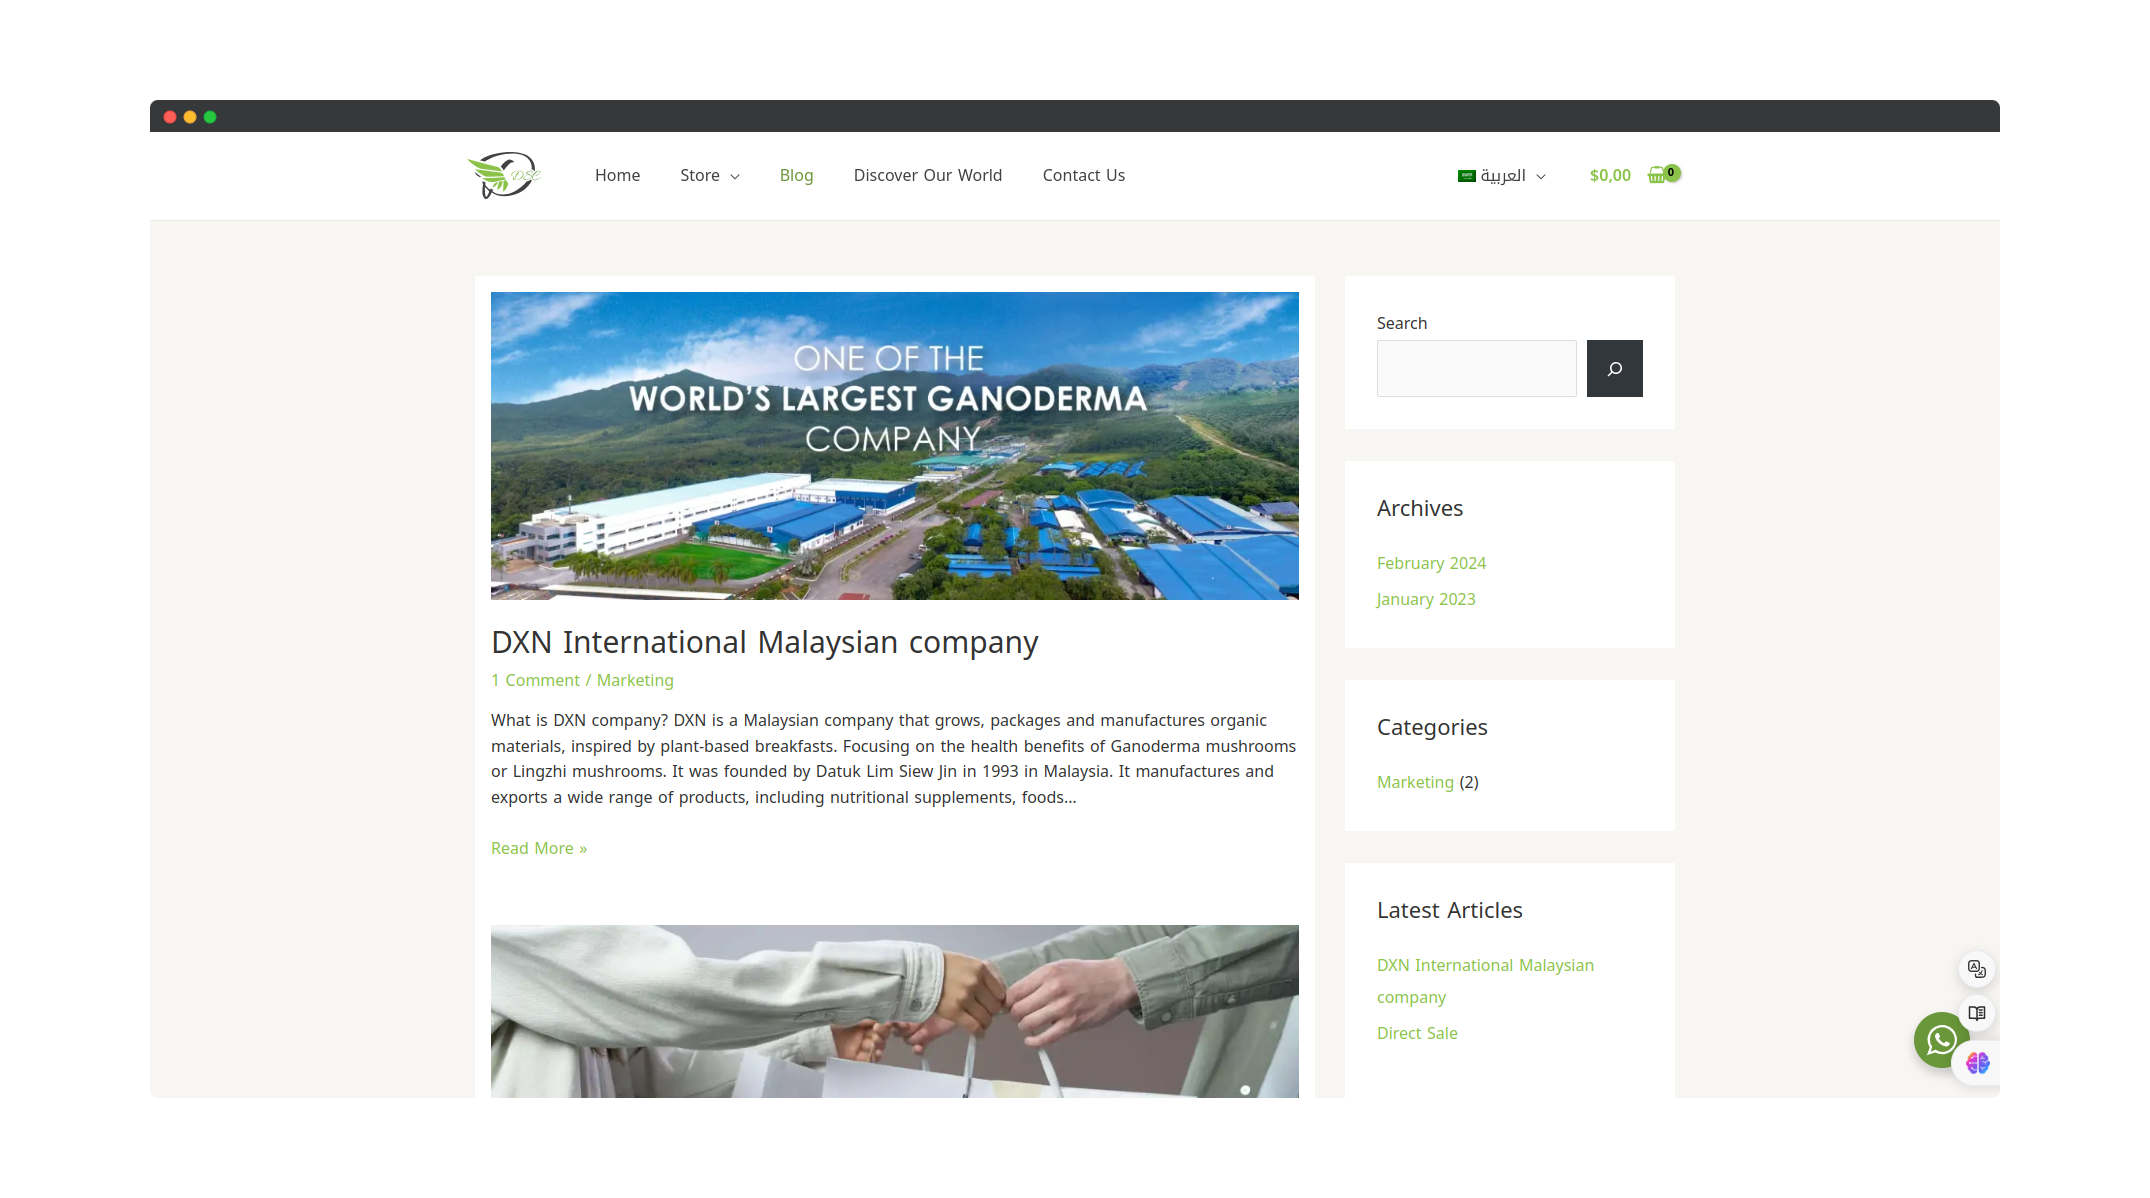 DSC
Home
Store
Blog
Discover Our World
Contact Us
العربية
$0,00
0
ONE OF THE
WORLD'S LARGEST GANODERMA
COMPANY
DXN International Malaysian company
1 Comment / Marketing
What is DXN company? DXN is a Malaysian company that grows, packages and manufactures organic
materials, inspired by plant-based breakfasts. Focusing on the health benefits of Ganoderma mushrooms
or Lingzhi mushrooms. It was founded by Datuk Lim Siew Jin in 1993 in Malaysia. It manufactures and
exports a wide range of products, including nutritional supplements, foods…
Read More »
Search
Archives
February 2024
January 2023
Categories
Marketing (2)
Latest Articles
DXN International Malaysian
company
Direct Sale